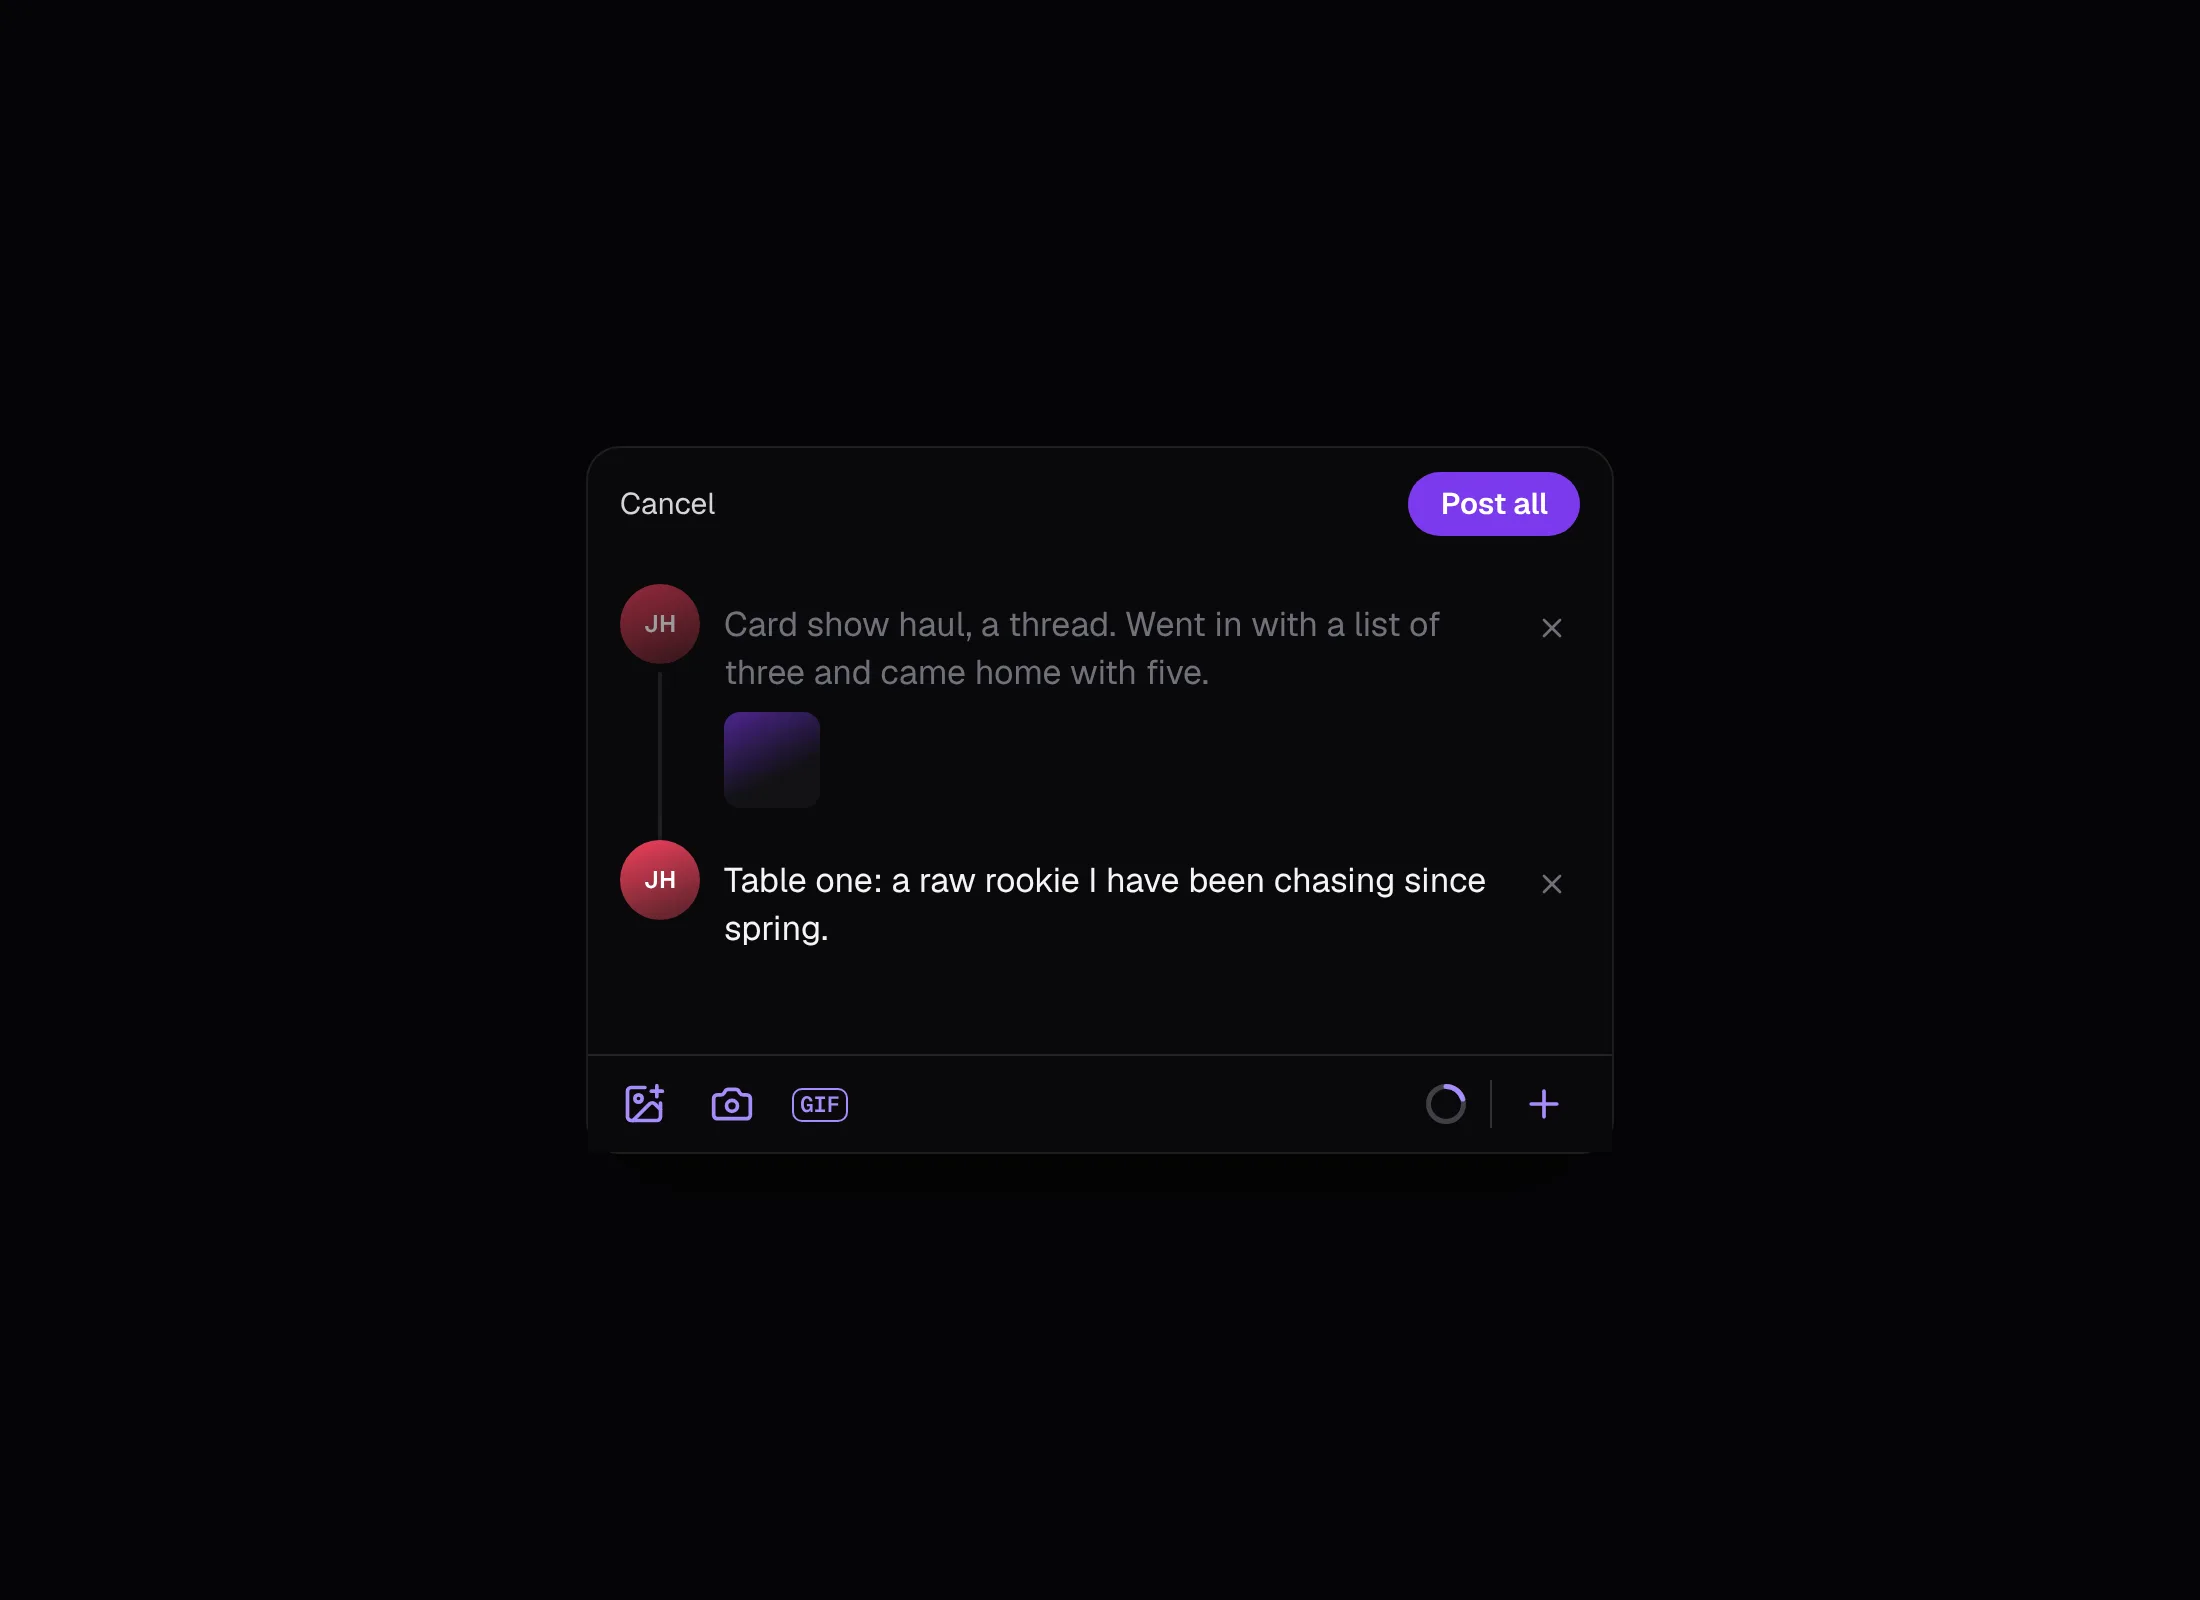 Cancel
Post all
JH
Card show haul, a thread. Went in with a list of
three and came home with five.
JH
Table one: a raw rookie I have been chasing since
spring.
GIF